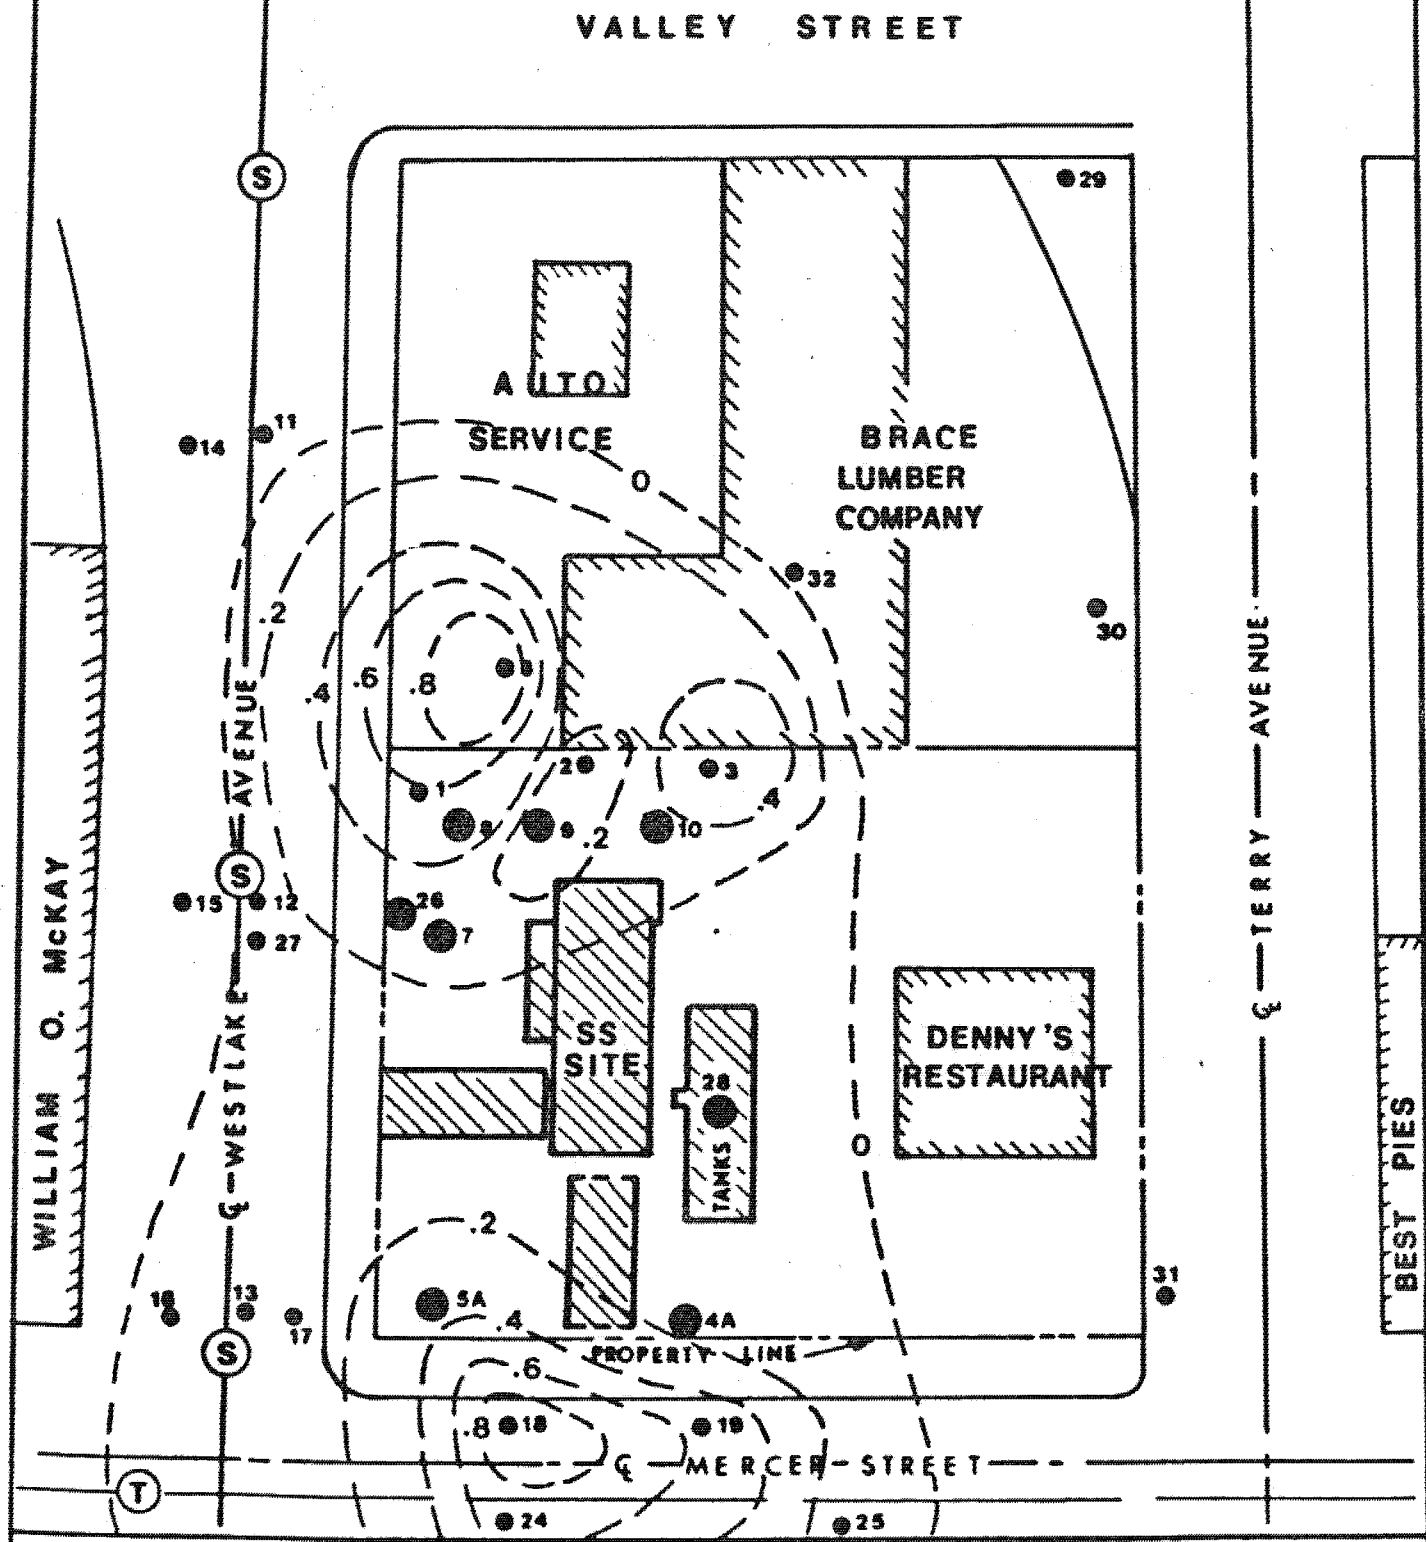 VALLEY STREET
S
29
AUTO
SERVICE
11
14
BRACE
LUMBER
COMPANY
0
32
.2
30
.4
.6
.8
AVENUE
TERRY AVENUE
2
3
1
.4
8
9
10
.2
S
15
12
26
27
7
WILLIAM O. McKAY
℄ WESTLAKE
℄
SS
SITE
DENNY'S
RESTAURANT
28
TANKS
0
BEST PIES
.2
31
16
13
17
5A
.4
4A
S
PROPERTY LINE
.6
.8
18
19
℄ MERCER STREET
T
24
25